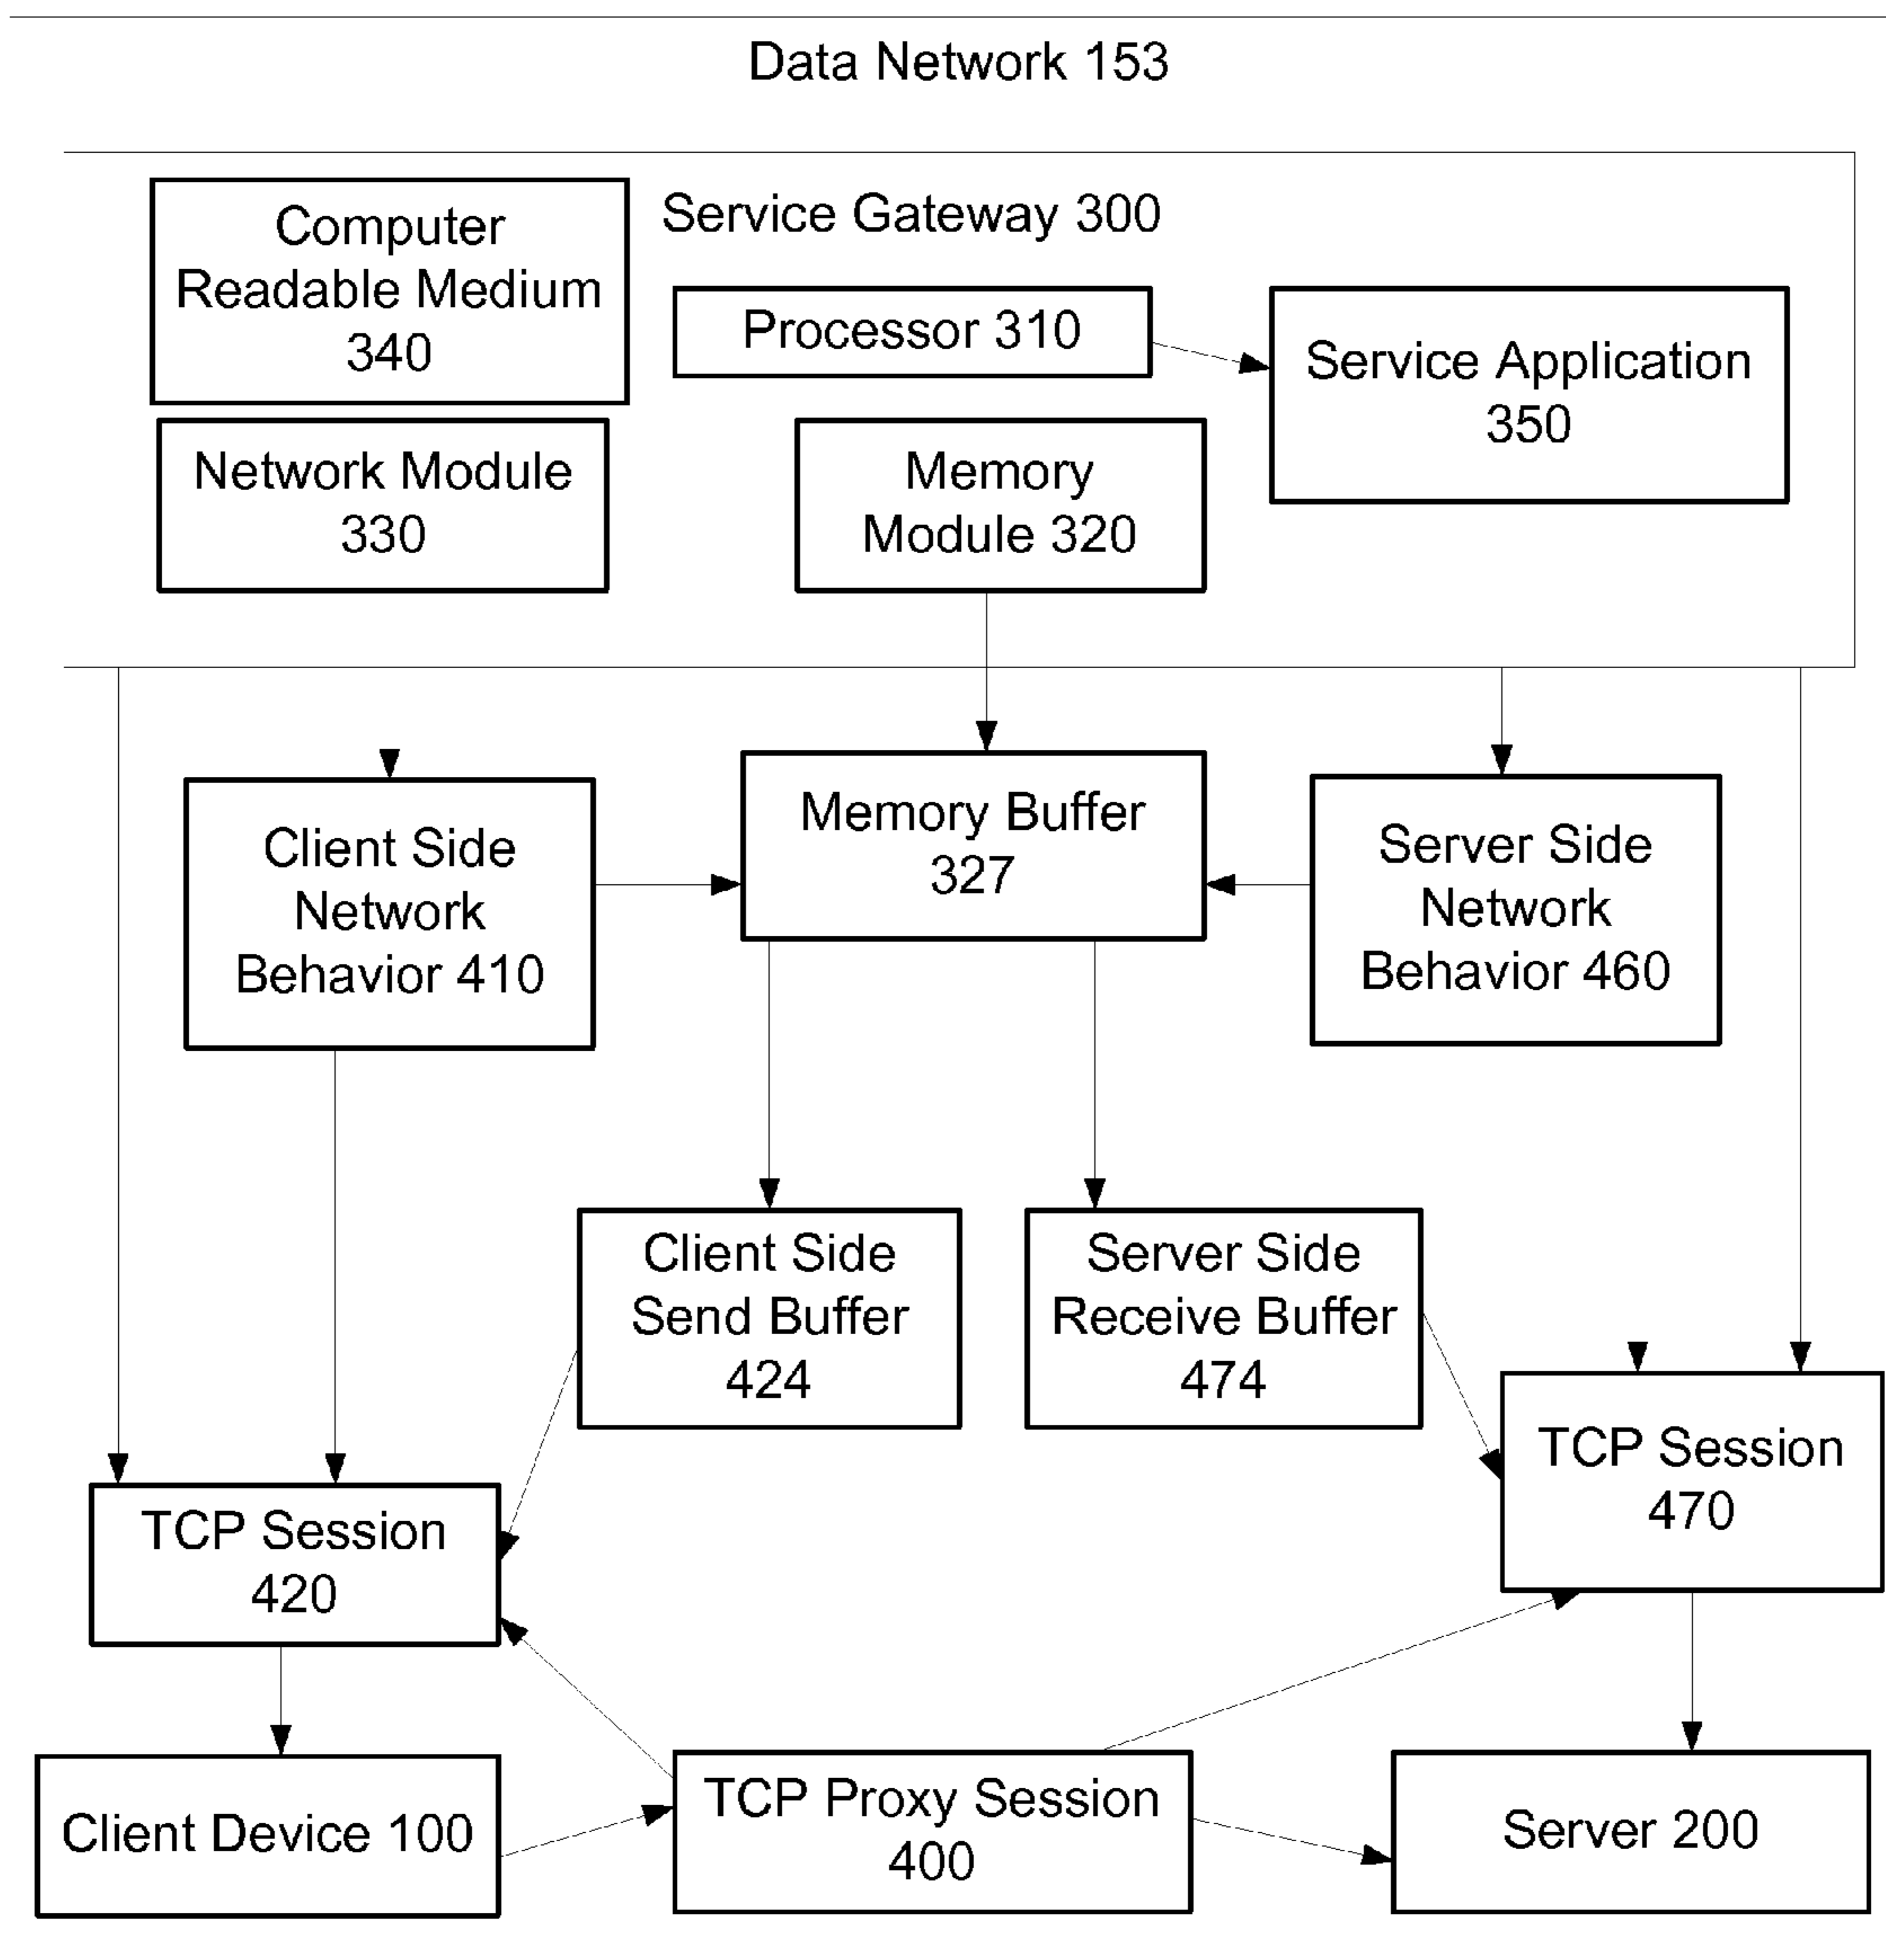 Data Network 153
Computer
Readable Medium
340
Service Gateway 300
Processor 310
Service Application
350
Network Module
330
Memory
Module 320
Client Side
Network
Behavior 410
Memory Buffer
327
Server Side
Network
Behavior 460
Client Side
Send Buffer
424
Server Side
Receive Buffer
474
TCP Session
470
TCP Session
420
Client Device 100
TCP Proxy Session
400
Server 200